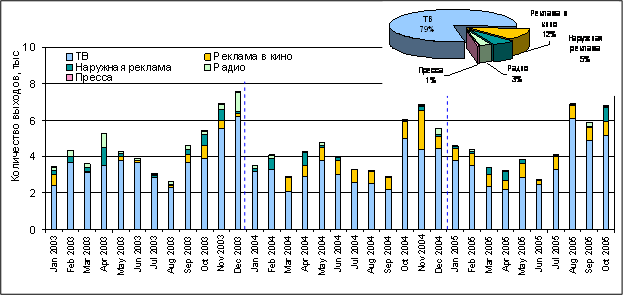 ТВ
79%
Реклама в
кино
12%
Наружная
реклама
5%
Радио
3%
Пресса
1%
Количество выходов, тыс
ТВ
Реклама в кино
Наружная реклама
Радио
Пресса
10
8
6
4
2
0
Jan 2003
Feb 2003
Mar 2003
Apr 2003
May 2003
Jun 2003
Jul 2003
Aug 2003
Sep 2003
Oct 2003
Nov 2003
Dec 2003
Jan 2004
Feb 2004
Mar 2004
Apr 2004
May 2004
Jun 2004
Jul 2004
Aug 2004
Sep 2004
Oct 2004
Nov 2004
Dec 2004
Jan 2005
Feb 2005
Mar 2005
Apr 2005
May 2005
Jun 2005
Jul 2005
Aug 2005
Sep 2005
Oct 2005